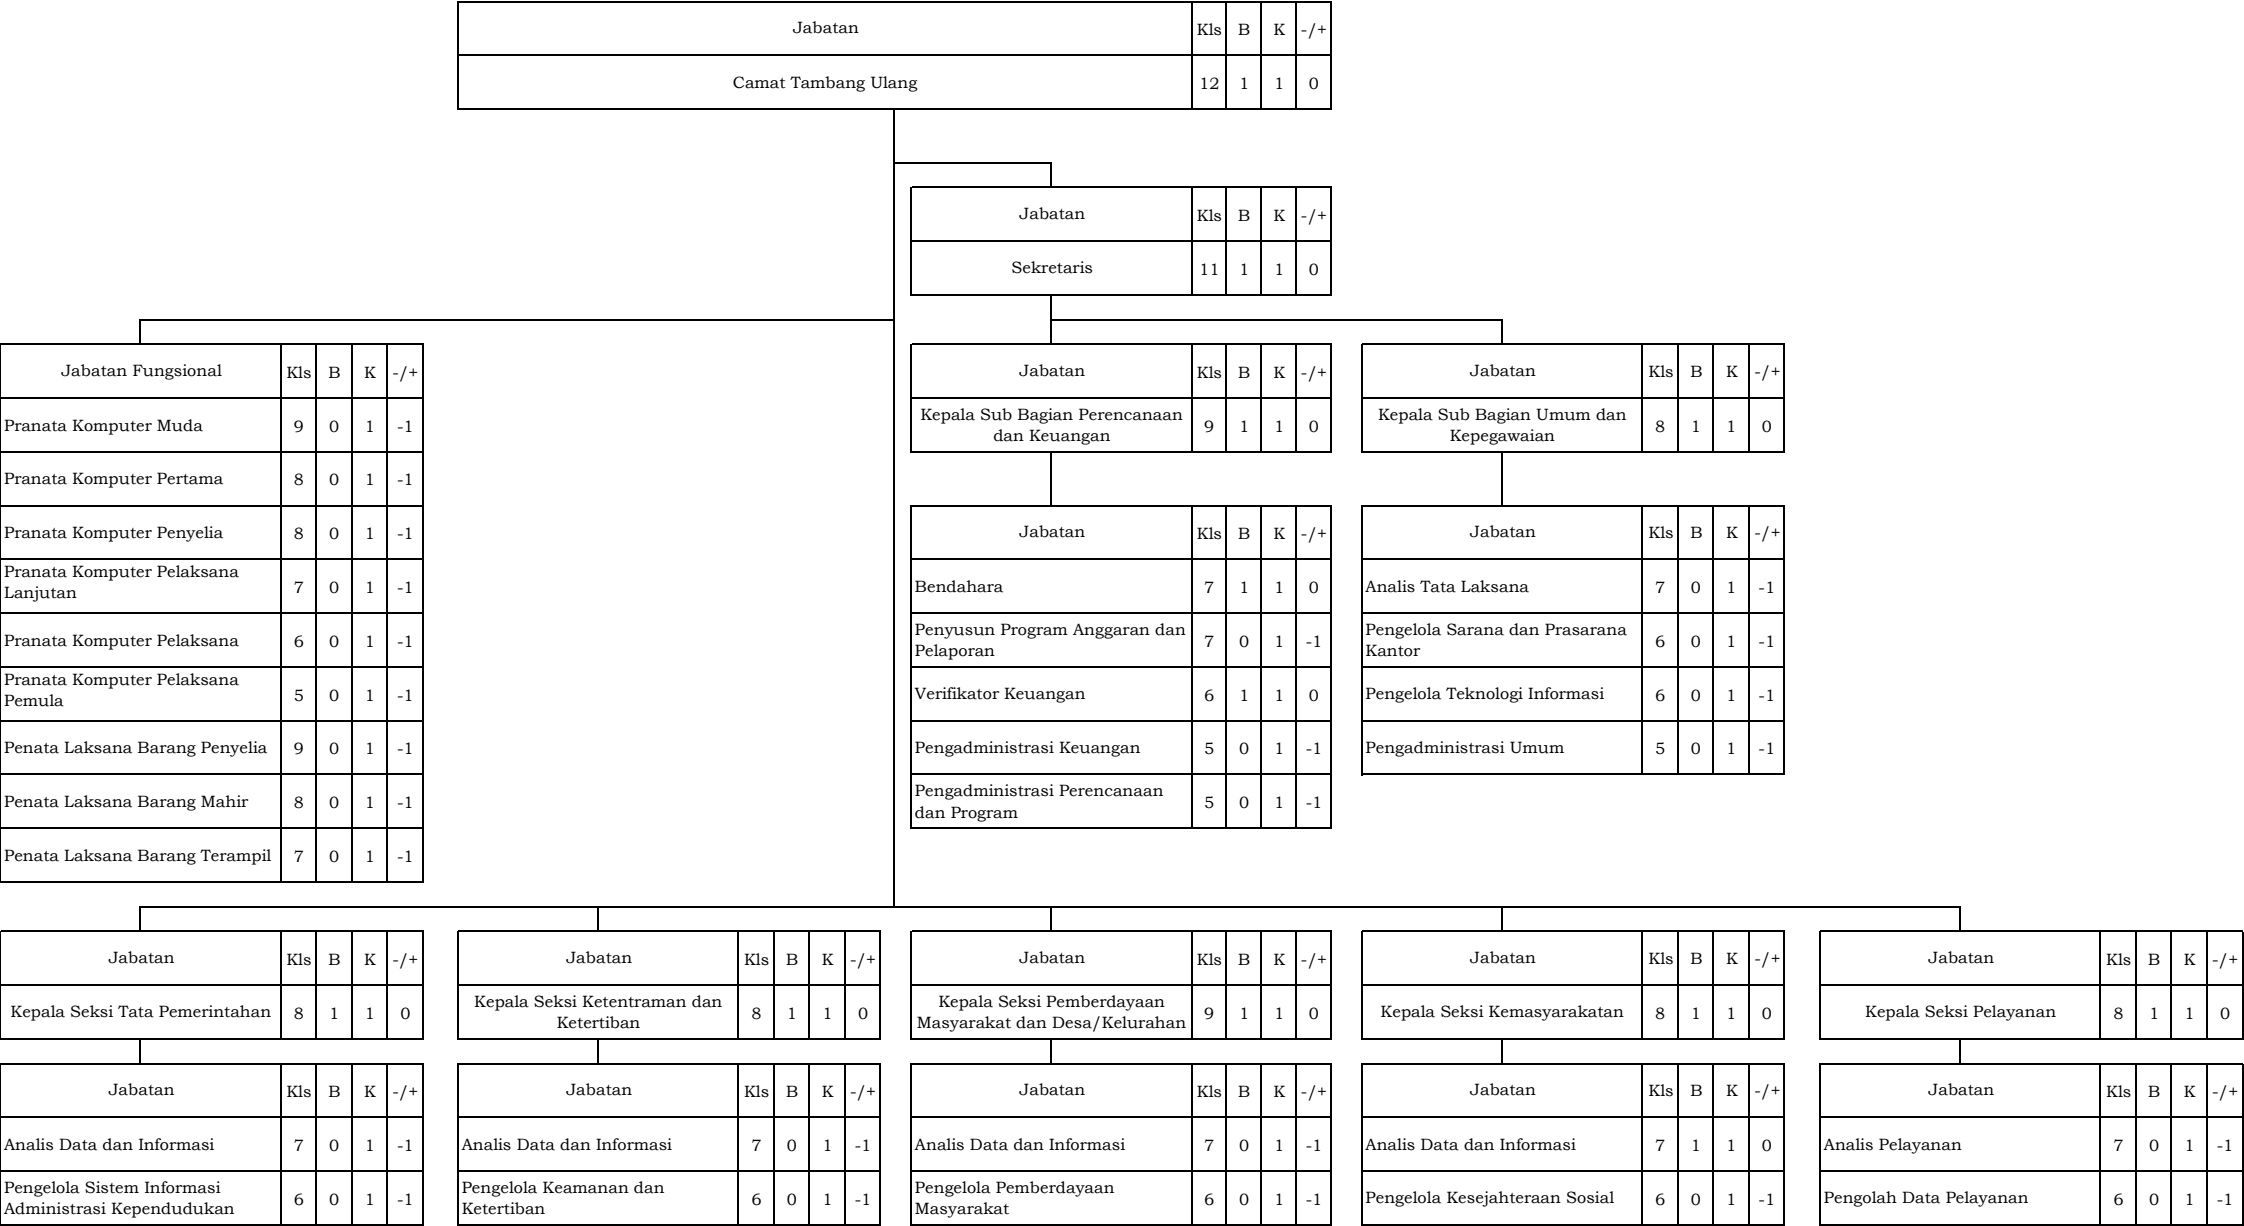 Jabatan Kls B K -/+
Camat Tambang Ulang 12 1 1 0
Jabatan Kls B K -/+
Sekretaris 11 1 1 0
Jabatan Fungsional Kls B K -/+
Pranata Komputer Muda 9 0 1 -1
Pranata Komputer Pertama 8 0 1 -1
Pranata Komputer Penyelia 8 0 1 -1
Pranata Komputer Pelaksana
Lanjutan 7 0 1 -1
Pranata Komputer Pelaksana 6 0 1 -1
Pranata Komputer Pelaksana
Pemula 5 0 1 -1
Penata Laksana Barang Penyelia 9 0 1 -1
Penata Laksana Barang Mahir 8 0 1 -1
Penata Laksana Barang Terampil 7 0 1 -1
Jabatan Kls B K -/+
Kepala Sub Bagian Perencanaan
dan Keuangan 9 1 1 0
Jabatan Kls B K -/+
Bendahara 7 1 1 0
Penyusun Program Anggaran dan
Pelaporan 7 0 1 -1
Verifikator Keuangan 6 1 1 0
Pengadministrasi Keuangan 5 0 1 -1
Pengadministrasi Perencanaan
dan Program 5 0 1 -1
Jabatan Kls B K -/+
Kepala Sub Bagian Umum dan
Kepegawaian 8 1 1 0
Jabatan Kls B K -/+
Analis Tata Laksana 7 0 1 -1
Pengelola Sarana dan Prasarana
Kantor 6 0 1 -1
Pengelola Teknologi Informasi 6 0 1 -1
Pengadministrasi Umum 5 0 1 -1
Jabatan Kls B K -/+
Kepala Seksi Tata Pemerintahan 8 1 1 0
Jabatan Kls B K -/+
Analis Data dan Informasi 7 0 1 -1
Pengelola Sistem Informasi
Administrasi Kependudukan 6 0 1 -1
Jabatan Kls B K -/+
Kepala Seksi Ketentraman dan
Ketertiban 8 1 1 0
Jabatan Kls B K -/+
Analis Data dan Informasi 7 0 1 -1
Pengelola Keamanan dan
Ketertiban 6 0 1 -1
Jabatan Kls B K -/+
Kepala Seksi Pemberdayaan
Masyarakat dan Desa/Kelurahan 9 1 1 0
Jabatan Kls B K -/+
Analis Data dan Informasi 7 0 1 -1
Pengelola Pemberdayaan
Masyarakat 6 0 1 -1
Jabatan Kls B K -/+
Kepala Seksi Kemasyarakatan 8 1 1 0
Jabatan Kls B K -/+
Analis Data dan Informasi 7 1 1 0
Pengelola Kesejahteraan Sosial 6 0 1 -1
Jabatan Kls B K -/+
Kepala Seksi Pelayanan 8 1 1 0
Jabatan Kls B K -/+
Analis Pelayanan 7 0 1 -1
Pengolah Data Pelayanan 6 0 1 -1